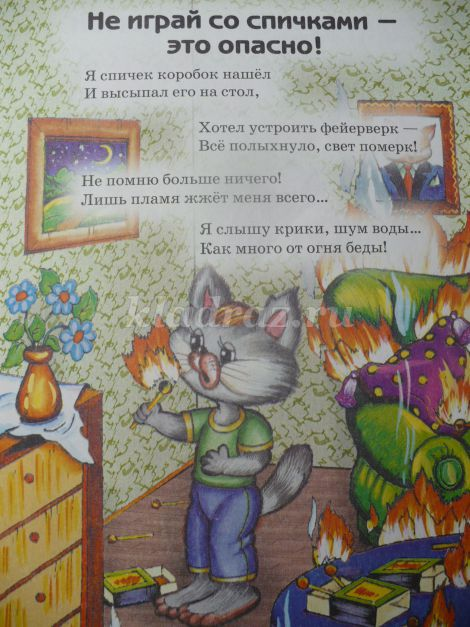 Не играй со спичками —
это опасно!
Я спичек коробок нашёл
И высыпал его на стол,
Хотел устроить фейерверк —
Всё полыхнуло, свет померк!
Не помню больше ничего!
Лишь пламя жжёт меня всего...
Я слышу крики, шум воды...
Как много от огня беды!
kladraz.ru